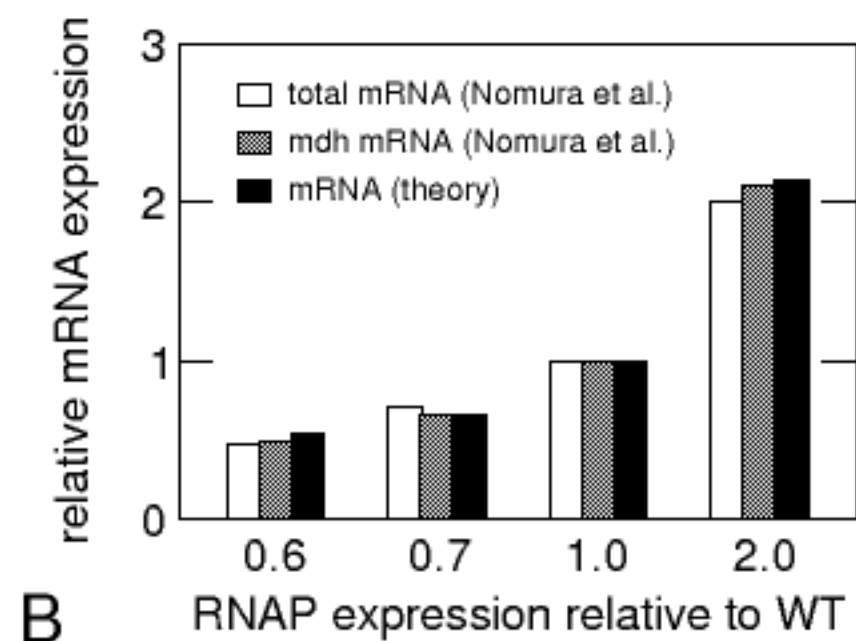 relative mRNA expression
3
2
1
0
total mRNA (Nomura et al.)
mdh mRNA (Nomura et al.)
mRNA (theory)
0.6 0.7 1.0 2.0
RNAP expression relative to WT
B